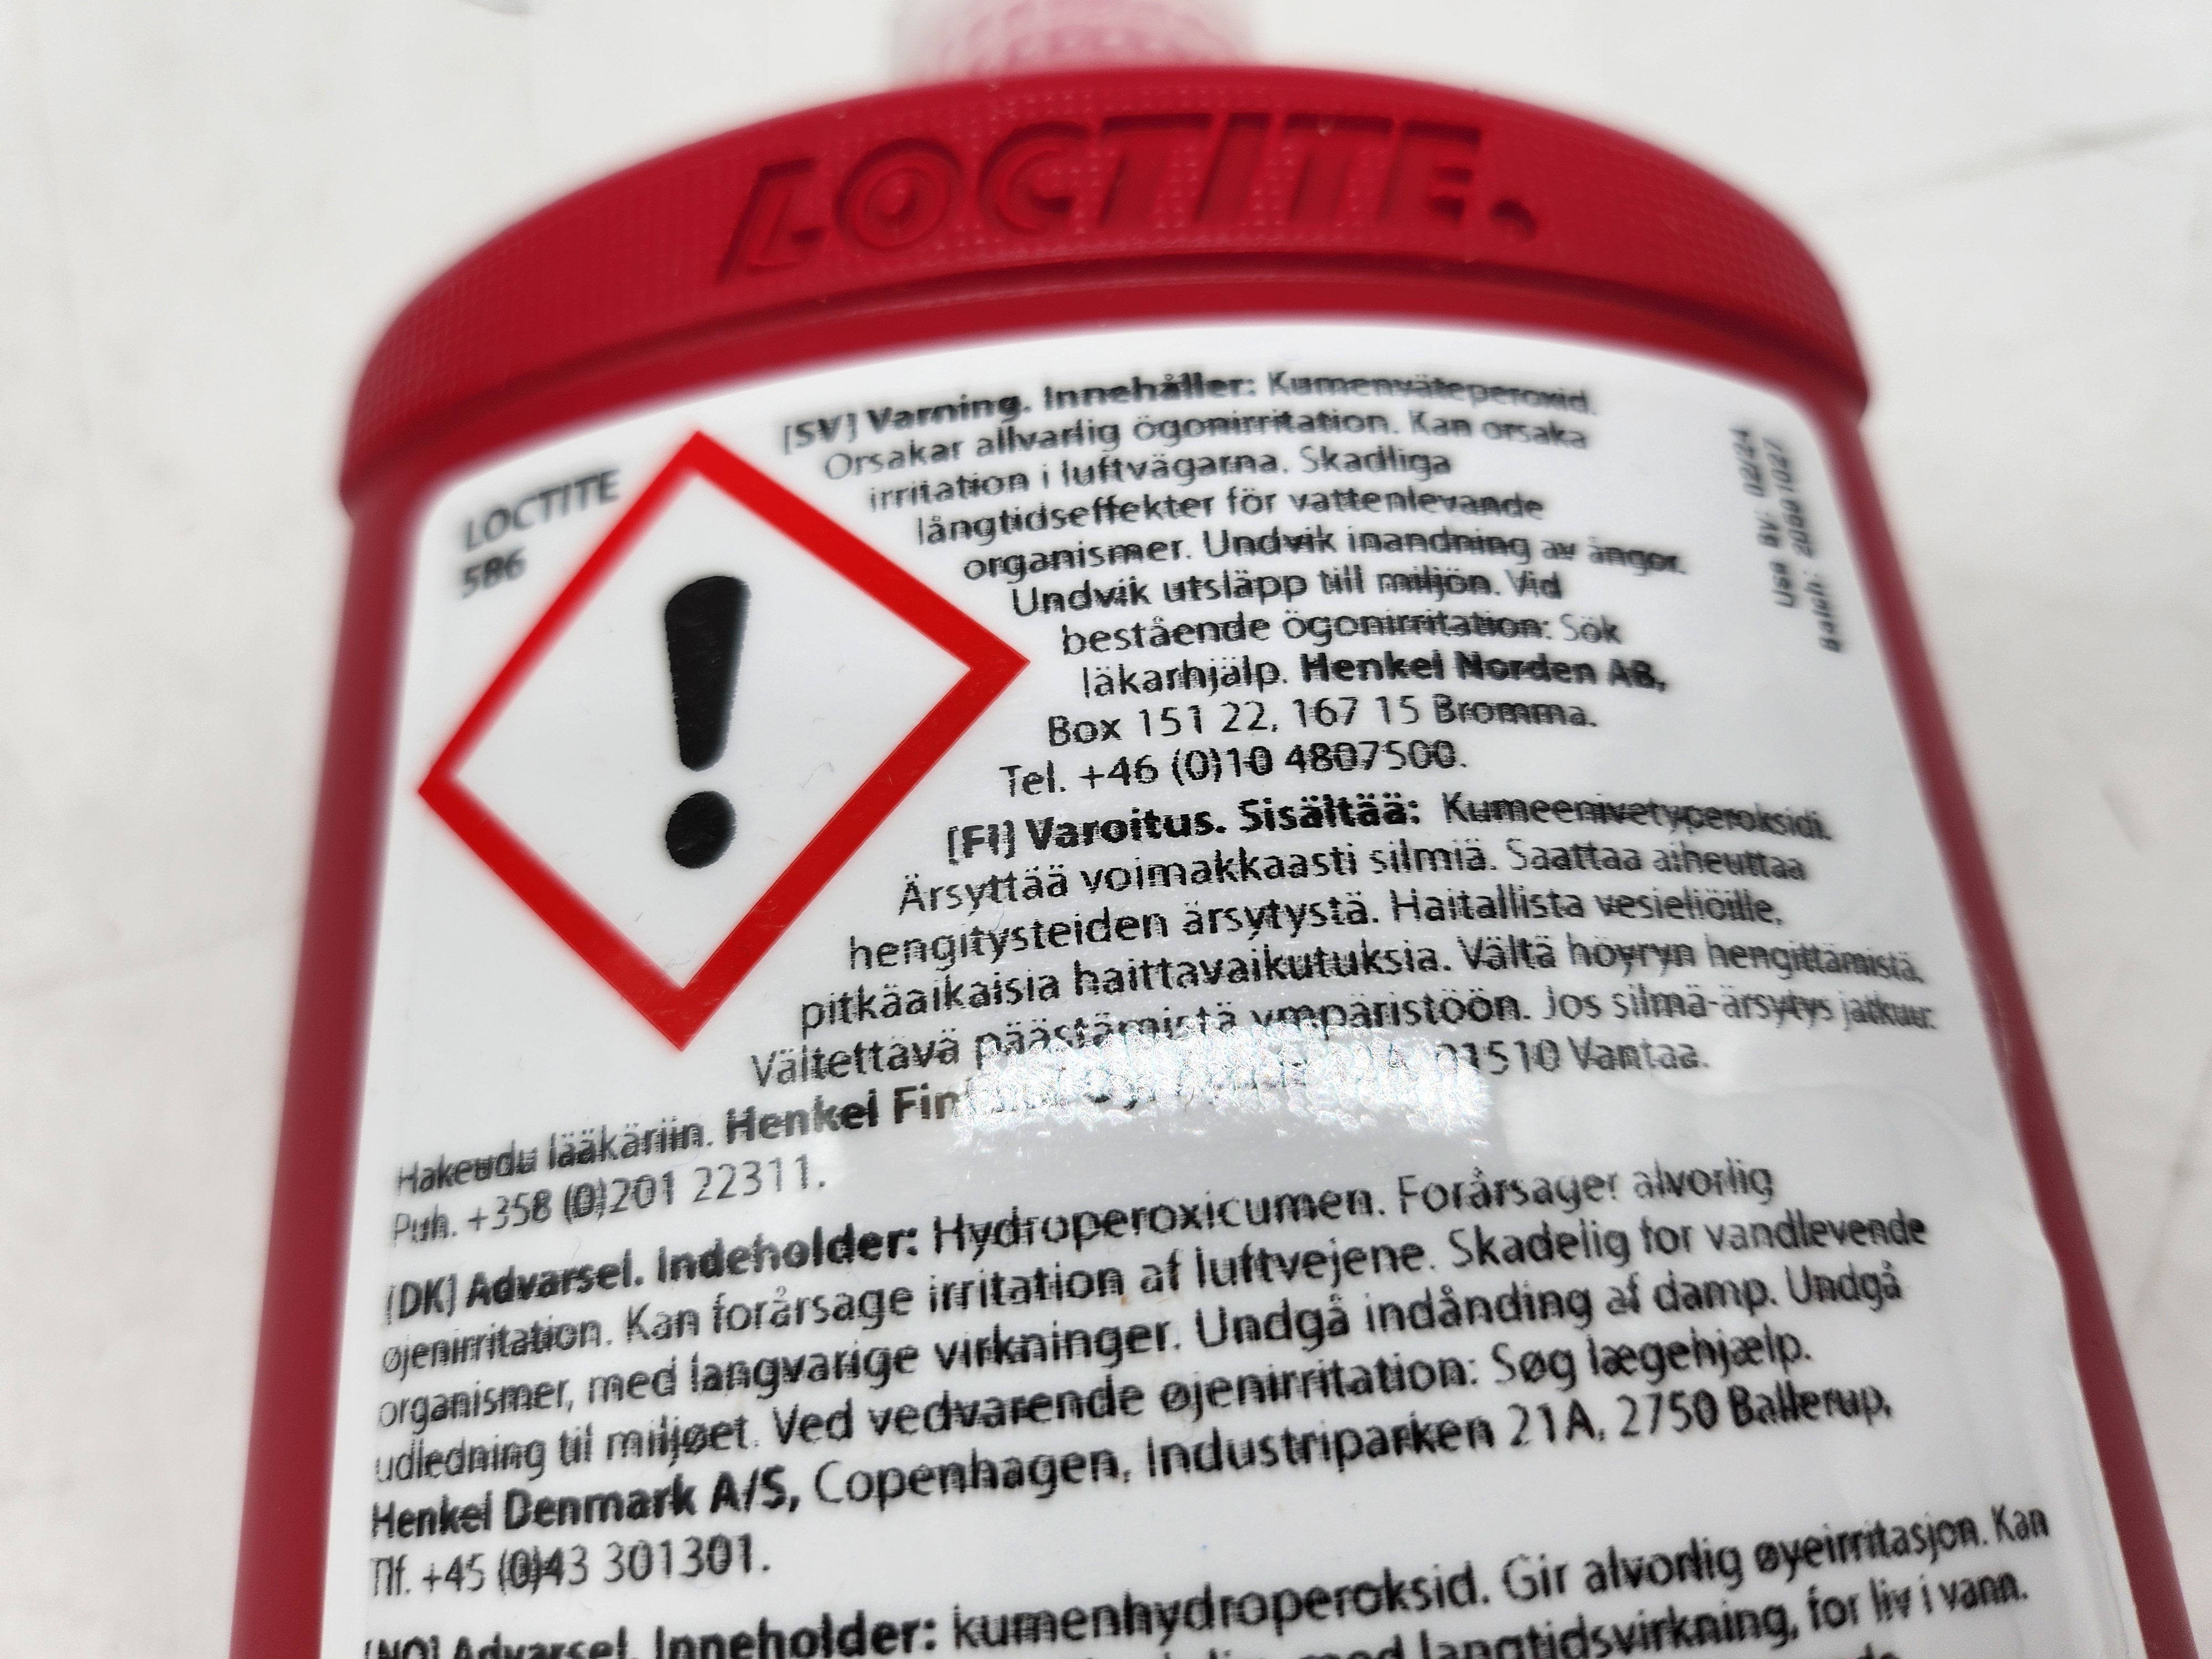 LOCTITE.
LOCTITE
586
[SV] Varning. Innehåller: Kumenväteperoxid.
Orsakar allvarlig ögonirritation. Kan orsaka
irritation i luftvägarna. Skadliga
långtidseffekter för vattenlevande
organismer. Undvik inandning av ångor.
Undvik utsläpp till miljön. Vid
bestående ögonirritation: Sök
läkarhjälp. Henkel Norden AB,
Box 151 22, 167 15 Bromma.
Tel. +46 (0)10 4807500.
[FI] Varoitus. Sisältää: Kumeenivetyperoksidi.
Ärsyttää voimakkaasti silmiä. Saattaa aiheuttaa
hengitysteiden ärsytystä. Haitallista vesieliöille,
pitkäaikaisia haittavaikutuksia. Vältä höyryn hengittämistä.
Vältettävä päästämistä ympäristöön. Jos silmä-ärsytys jatkuu:
Hakeudu lääkäriin. Henkel 01510 Vantaa.
Puh. +358 (0)201 22311.
[DK] Advarsel. Indeholder: Hydroperoxicumen. Forårsager alvorlig
øjenirritation. Kan forårsage irritation af luftvejene. Skadelig for vandlevende
organismer, med langvarige virkninger. Undgå indånding af damp. Undgå
udledning til miljøet. Ved vedvarende øjenirritation: Søg lægehjælp.
Henkel Denmark A/S, Copenhagen, Industriparken 21A, 2750 Ballerup,
Tlf. +45 (0)43 301301.
[NO] Advarsel. Inneholder: kumenhydroperoksid. Gir alvorlig øyeirritasjon. Kan
med langtidsvirkning, for liv i vann.
Use BV: 02/24